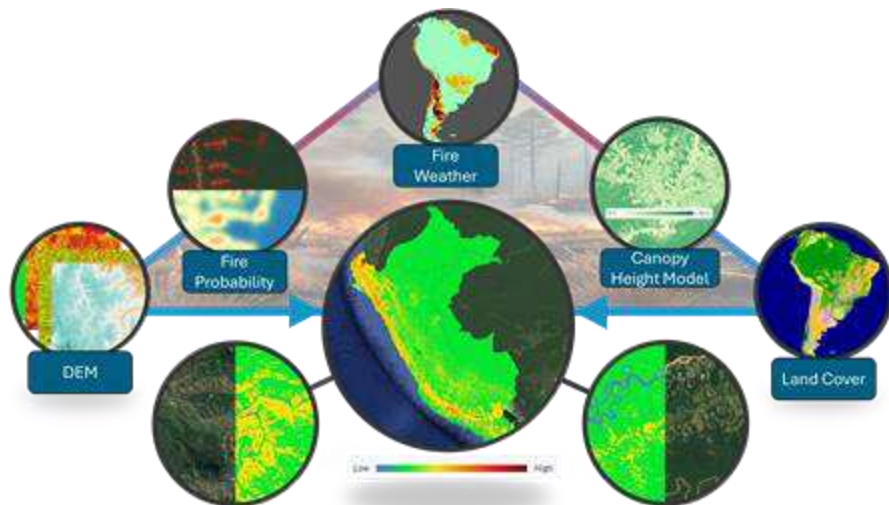 Fire
Weather
Fire
Probability
Canopy
Height Model
DEM
Land Cover
Low
High